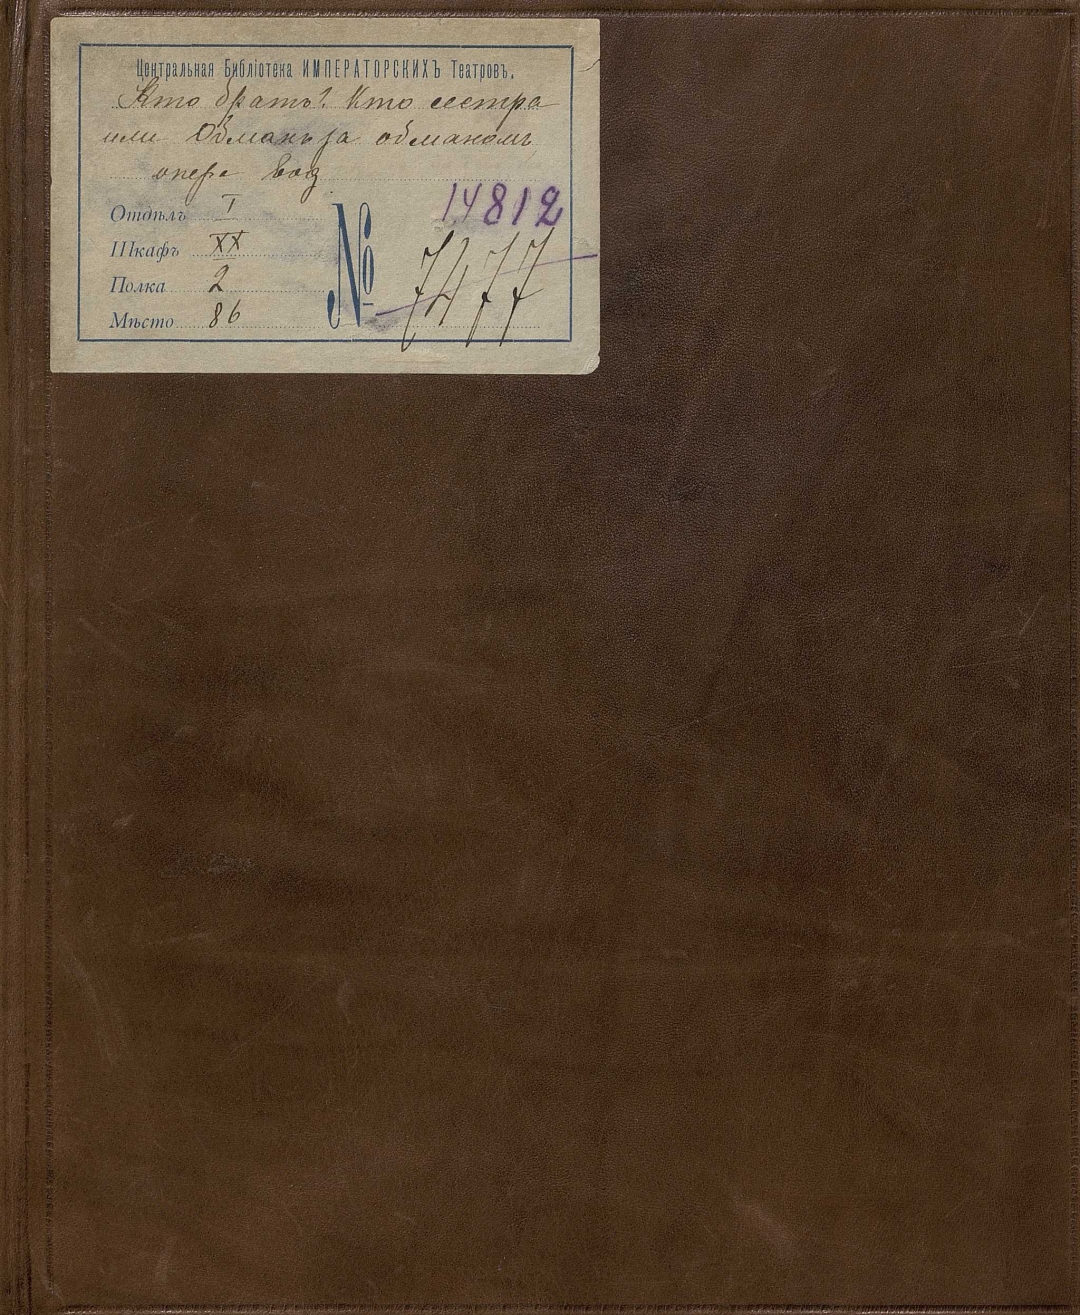 Центральная Библіотека ИМПЕРАТОРСКИХЪ Театровъ.
Кто братъ? Кто сестра
или Обманъ за обманомъ
опера вод
Отдѣлъ I
Шкафъ XX
Полка 2
Мѣсто 86
№ 14812
7477